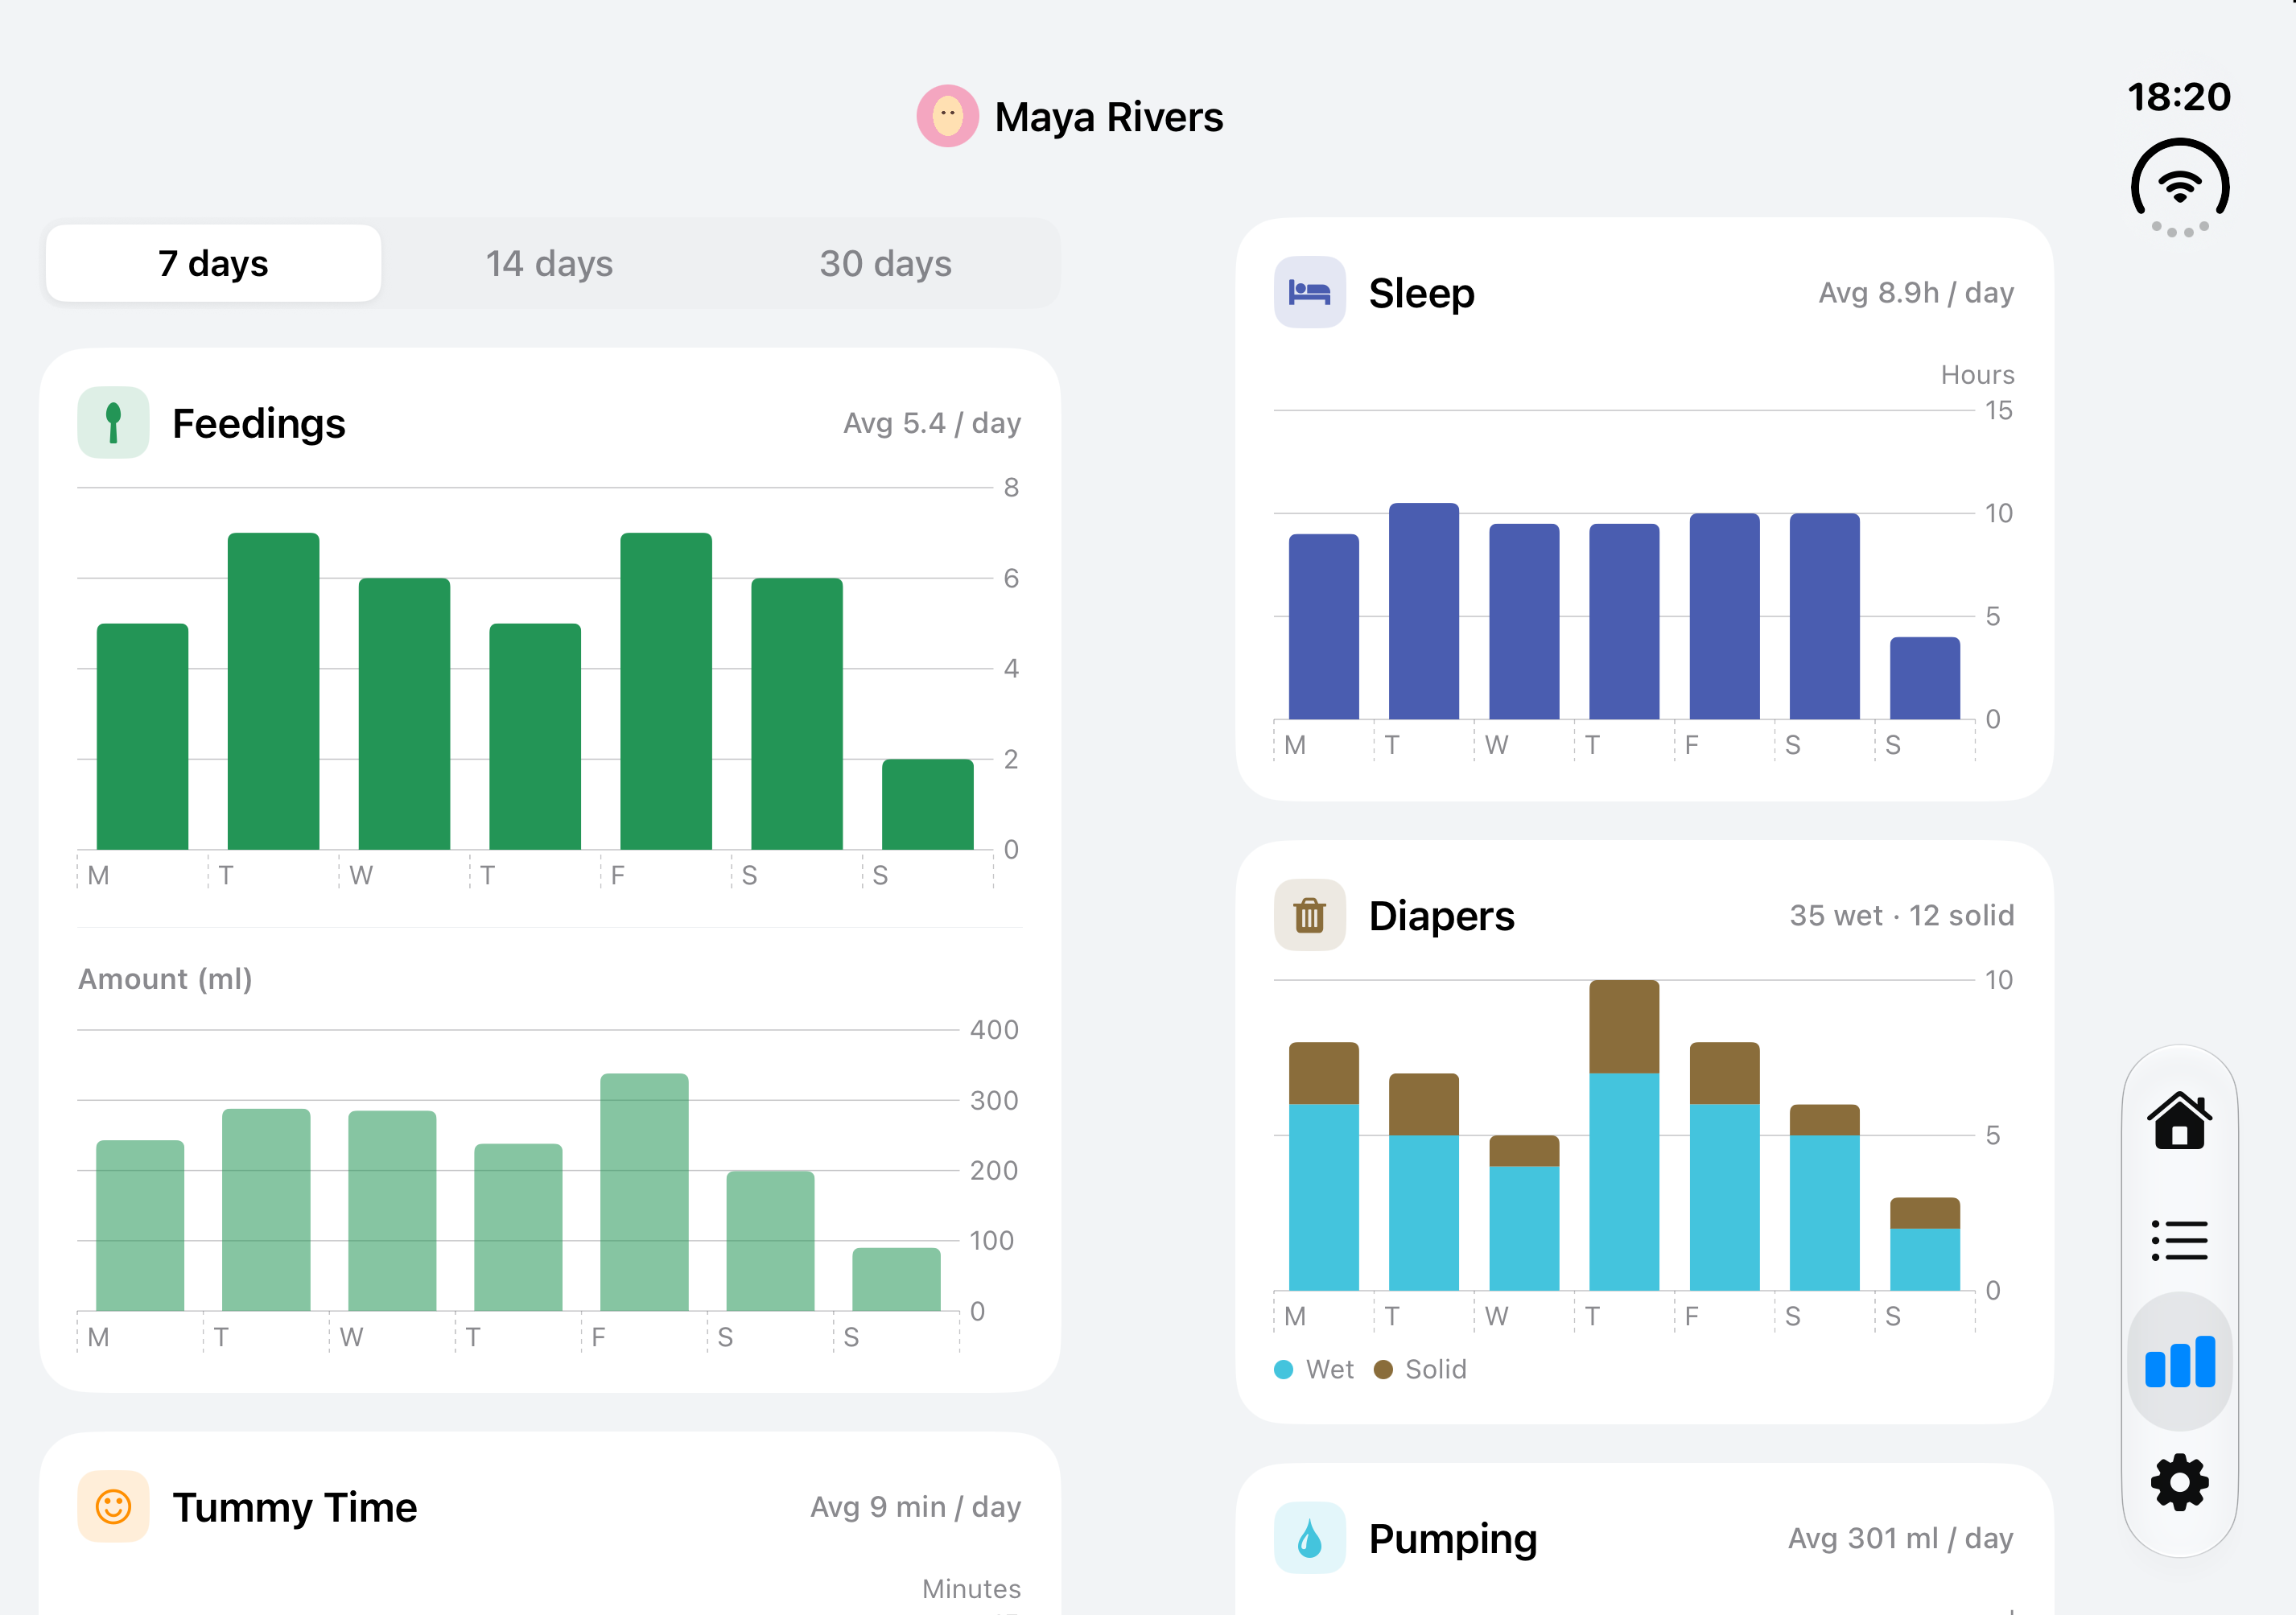 Maya Rivers
18:20
7 days 14 days 30 days
Feedings
Avg 5.4 / day
8
6
4
2
0
M T W T F S S
Amount (ml)
400
300
200
100
0
M T W T F S S
Tummy Time
Avg 9 min / day
Minutes
Sleep
Avg 8.9h / day
Hours
15
10
5
0
M T W T F S S
Diapers
35 wet · 12 solid
10
5
0
M T W T F S S
Wet Solid
Pumping
Avg 301 ml / day